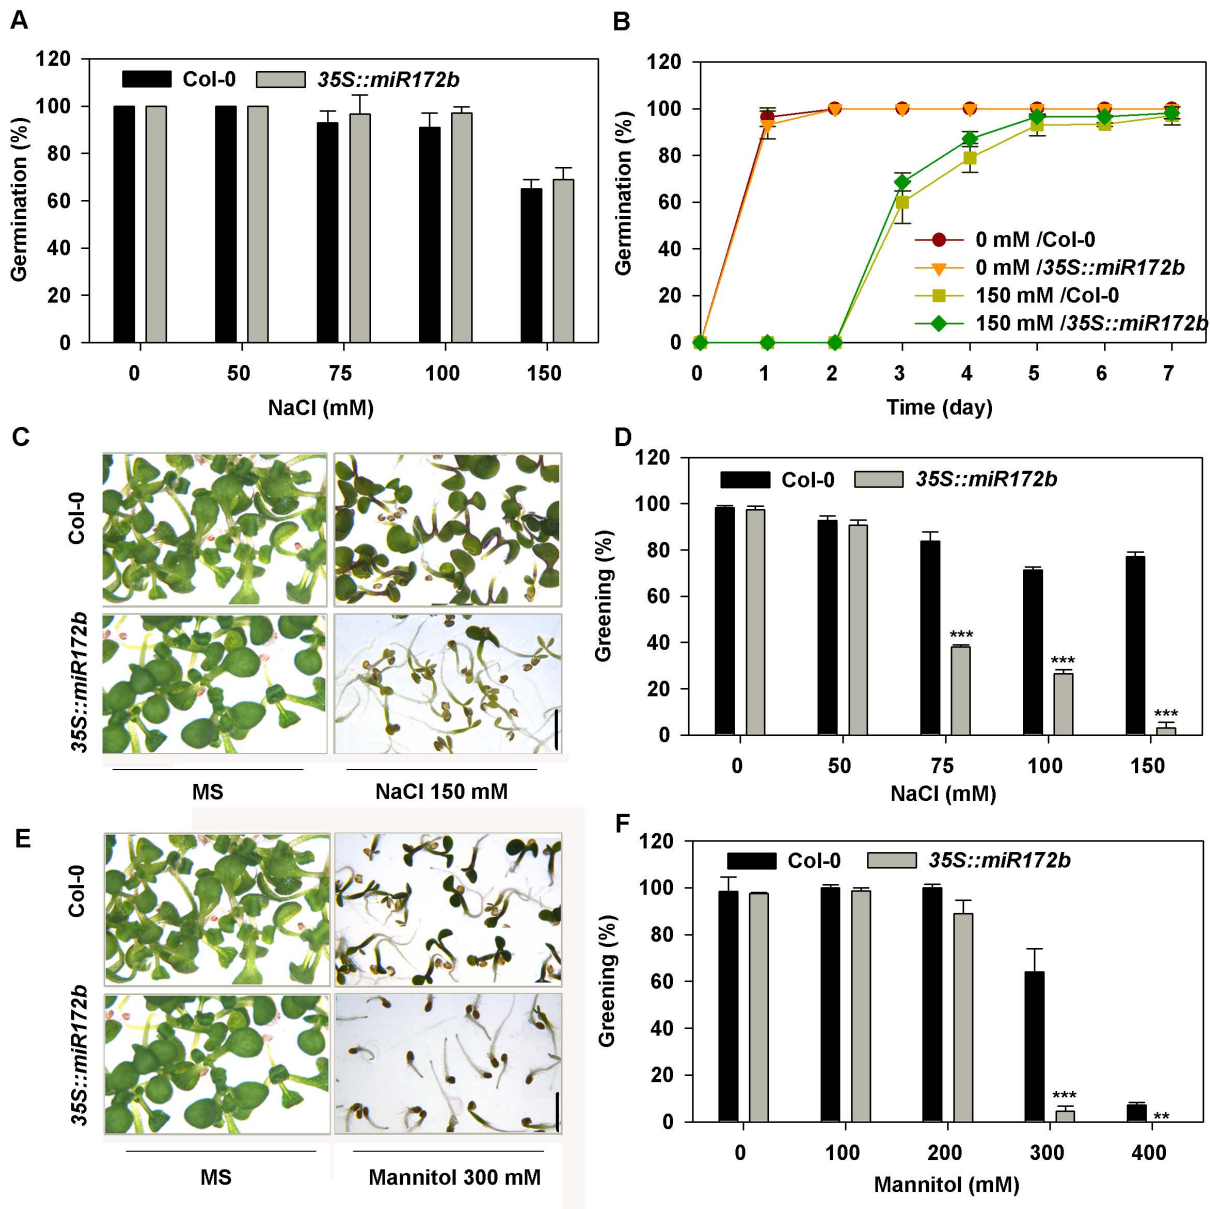 A
Germination (%)
120
100
80
60
40
20
0
Col-0
35S::miR172b
0
50
75
100
150
NaCl (mM)
B
Germination (%)
120
100
80
60
40
20
0
0 mM /Col-0
0 mM /35S::miR172b
150 mM /Col-0
150 mM /35S::miR172b
0
1
2
3
4
5
6
7
Time (day)
C
Col-0
35S::miR172b
MS
NaCl 150 mM
D
Greening (%)
120
100
80
60
40
20
0
Col-0
35S::miR172b
***
***
***
0
50
75
100
150
NaCl (mM)
E
Col-0
35S::miR172b
MS
Mannitol 300 mM
F
Greening (%)
120
100
80
60
40
20
0
Col-0
35S::miR172b
***
**
0
100
200
300
400
Mannitol (mM)